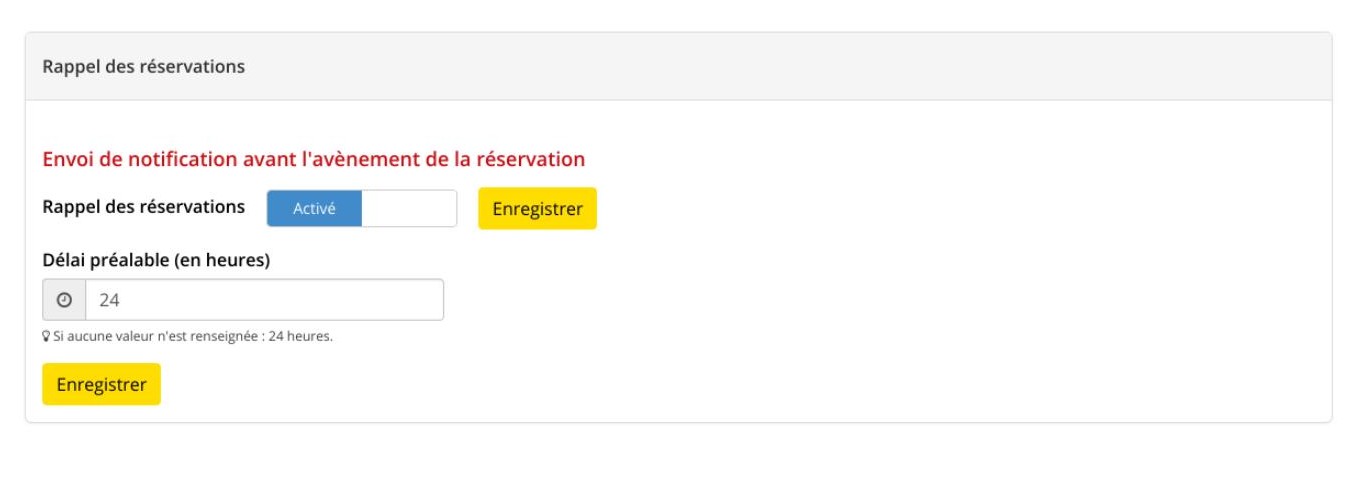 Rappel des réservations
Envoi de notification avant l'avènement de la réservation
Rappel des réservations Activé Enregistrer
Délai préalable (en heures)
24
Si aucune valeur n'est renseignée : 24 heures.
Enregistrer